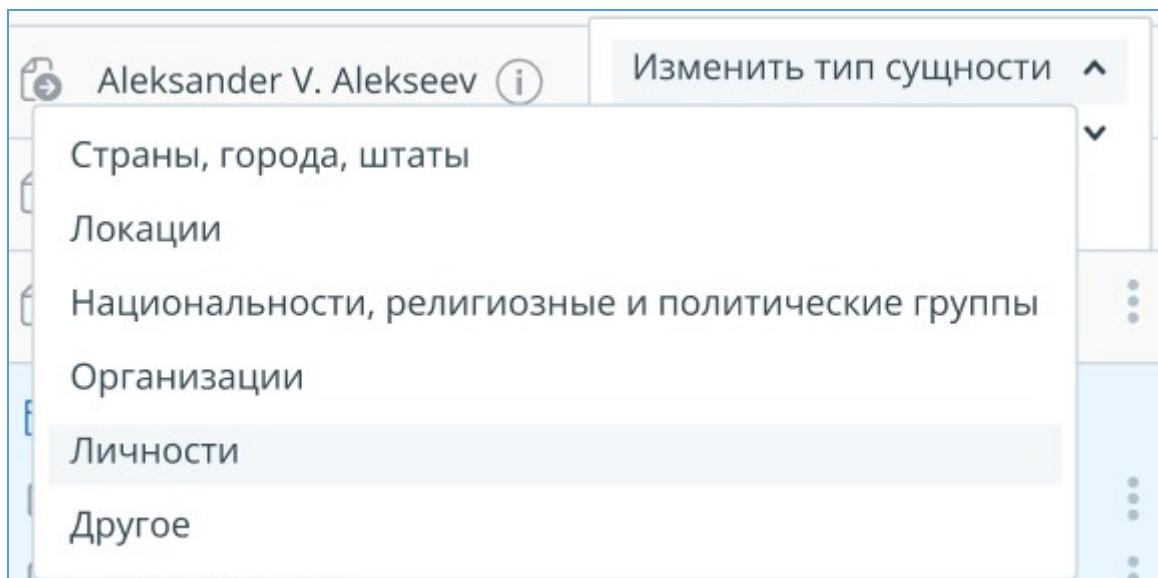 Aleksander V. Alekseev
Изменить тип сущности
Страны, города, штаты
Локации
Национальности, религиозные и политические группы
Организации
Личности
Другое